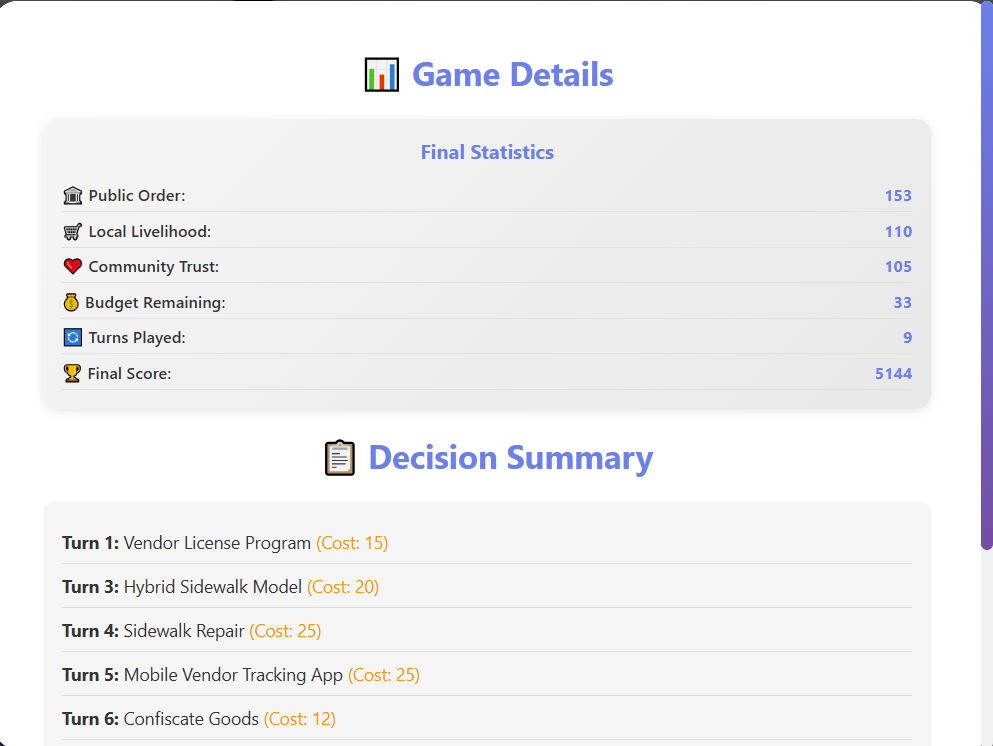 Game Details
Final Statistics
Public Order: 153
Local Livelihood: 110
Community Trust: 105
Budget Remaining: 33
Turns Played: 9
Final Score: 5144
Decision Summary
Turn 1: Vendor License Program (Cost: 15)
Turn 3: Hybrid Sidewalk Model (Cost: 20)
Turn 4: Sidewalk Repair (Cost: 25)
Turn 5: Mobile Vendor Tracking App (Cost: 25)
Turn 6: Confiscate Goods (Cost: 12)